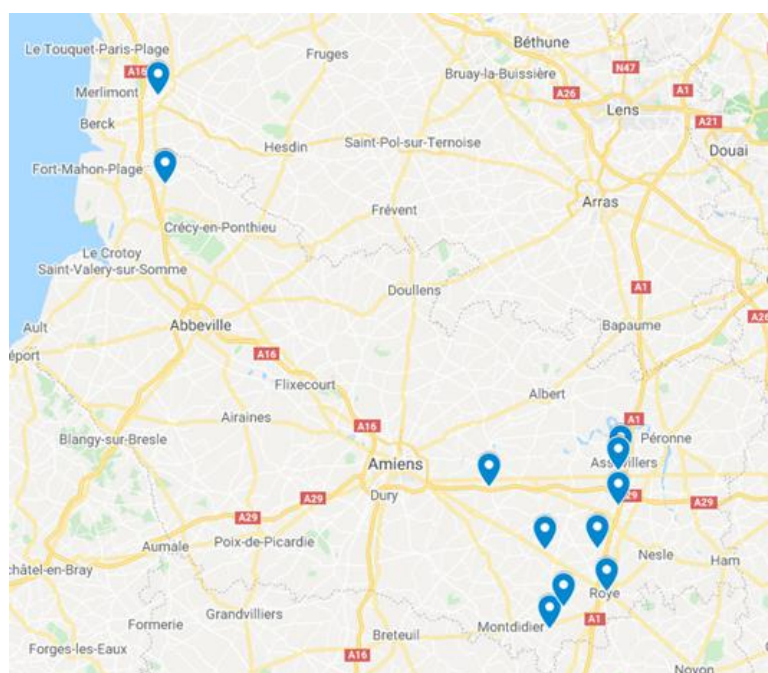 Béthune
Le Touquet-Paris-Plage
Fruges
N47
A16
Bruay-la-Buissière
Merlimont
A26
A1
Lens
Berck
A21
Hesdin
Saint-Pol-sur-Ternoise
Douai
Fort-Mahon-Plage
Arras
Frévent
Crécy-en-Ponthieu
Le Crotoy
Saint-Valery-sur-Somme
A1
Doullens
Ault
Abbeville
Bapaume
A26
éport
A16
Flixecourt
Albert
Airaines
A16
A1
Blangy-sur-Bresle
Péronne
Amiens
Dury
A29
A29
A29
A29
Aumale
Poix-de-Picardie
Nesle
Ham
châtel-en-Bray
Roye
Grandvilliers
Formerie
Montdidier
A1
Breteuil
Forges-les-Eaux
A16
Noyon